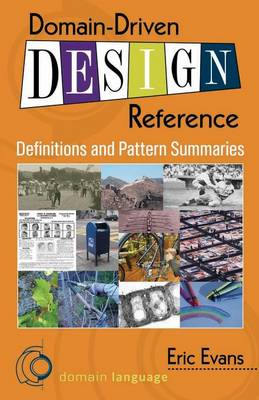 Domain-Driven
DESIGN
Reference
Definitions and Pattern Summaries
Eric Evans
domain language